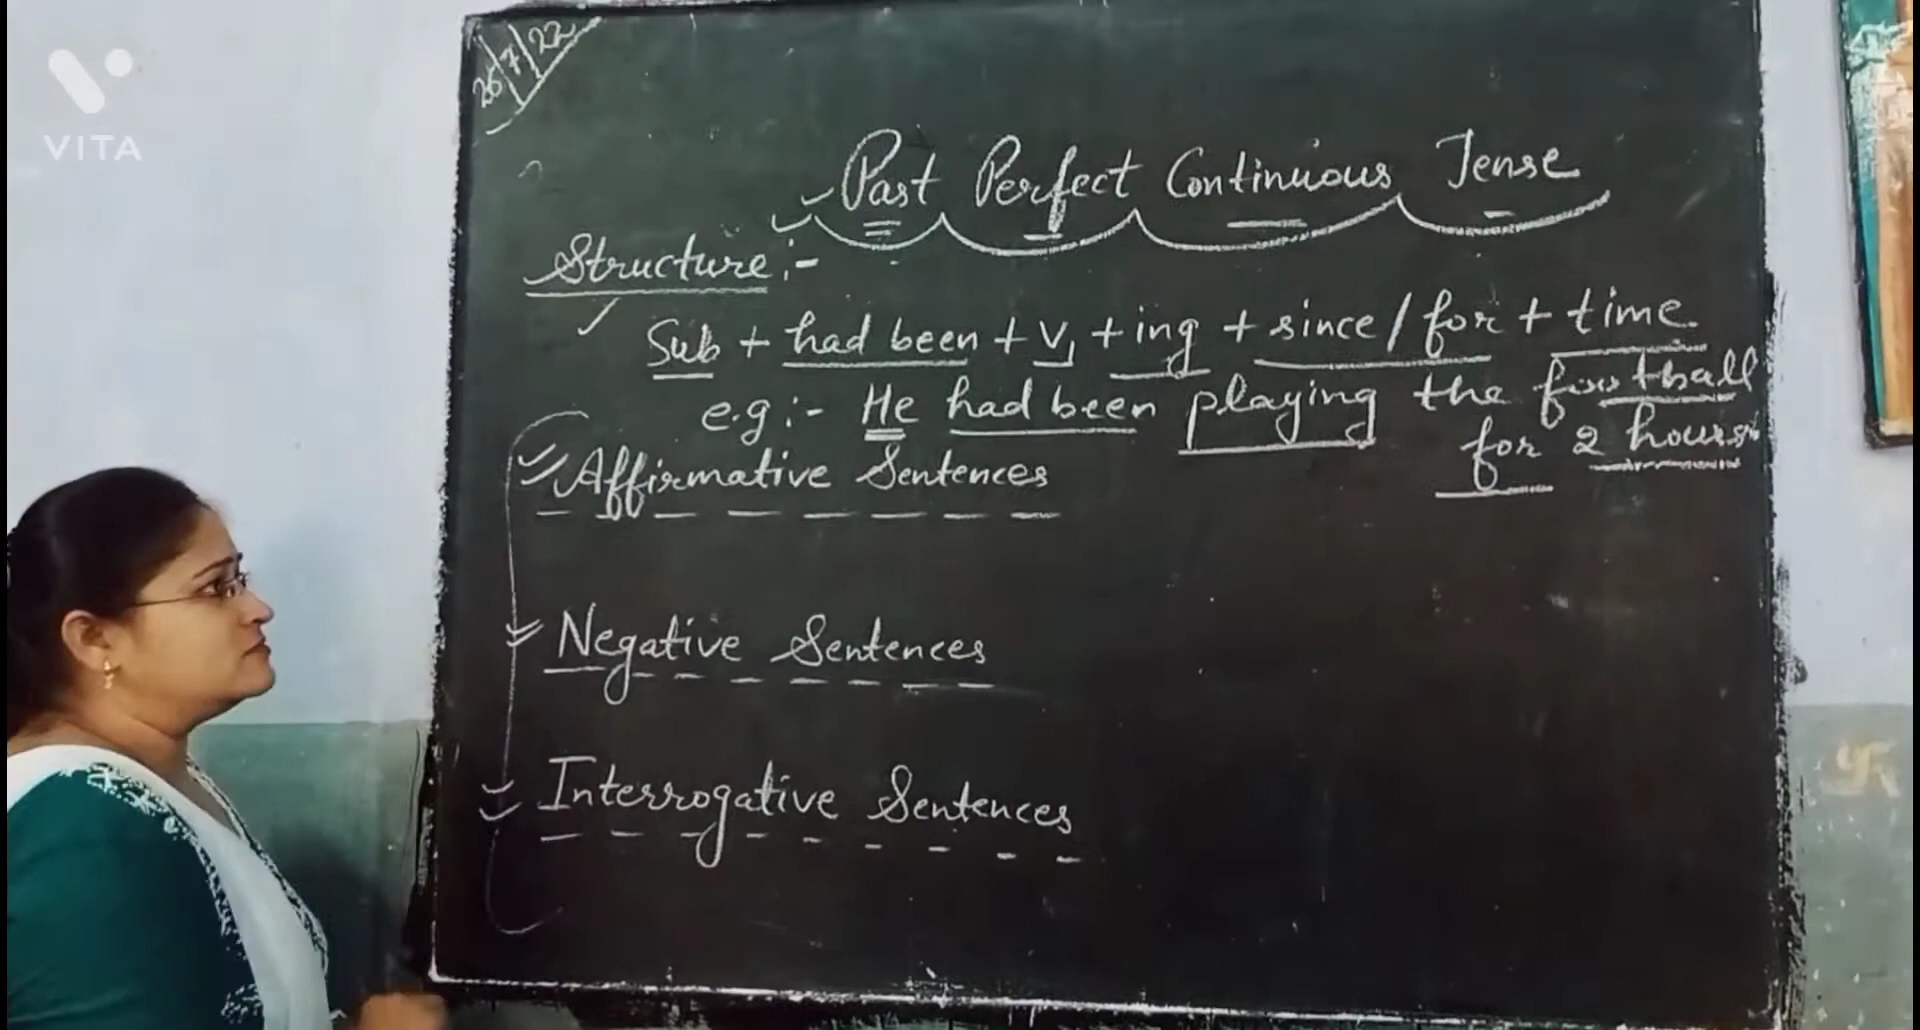 VITA
26/7/22
Past Perfect Continuous Tense
Structure :-
Sub + had been + V1 + ing + since / for + time
e.g :- He had been playing the football
for 2 hours.
Affirmative Sentences
Negative Sentences
Interrogative Sentences